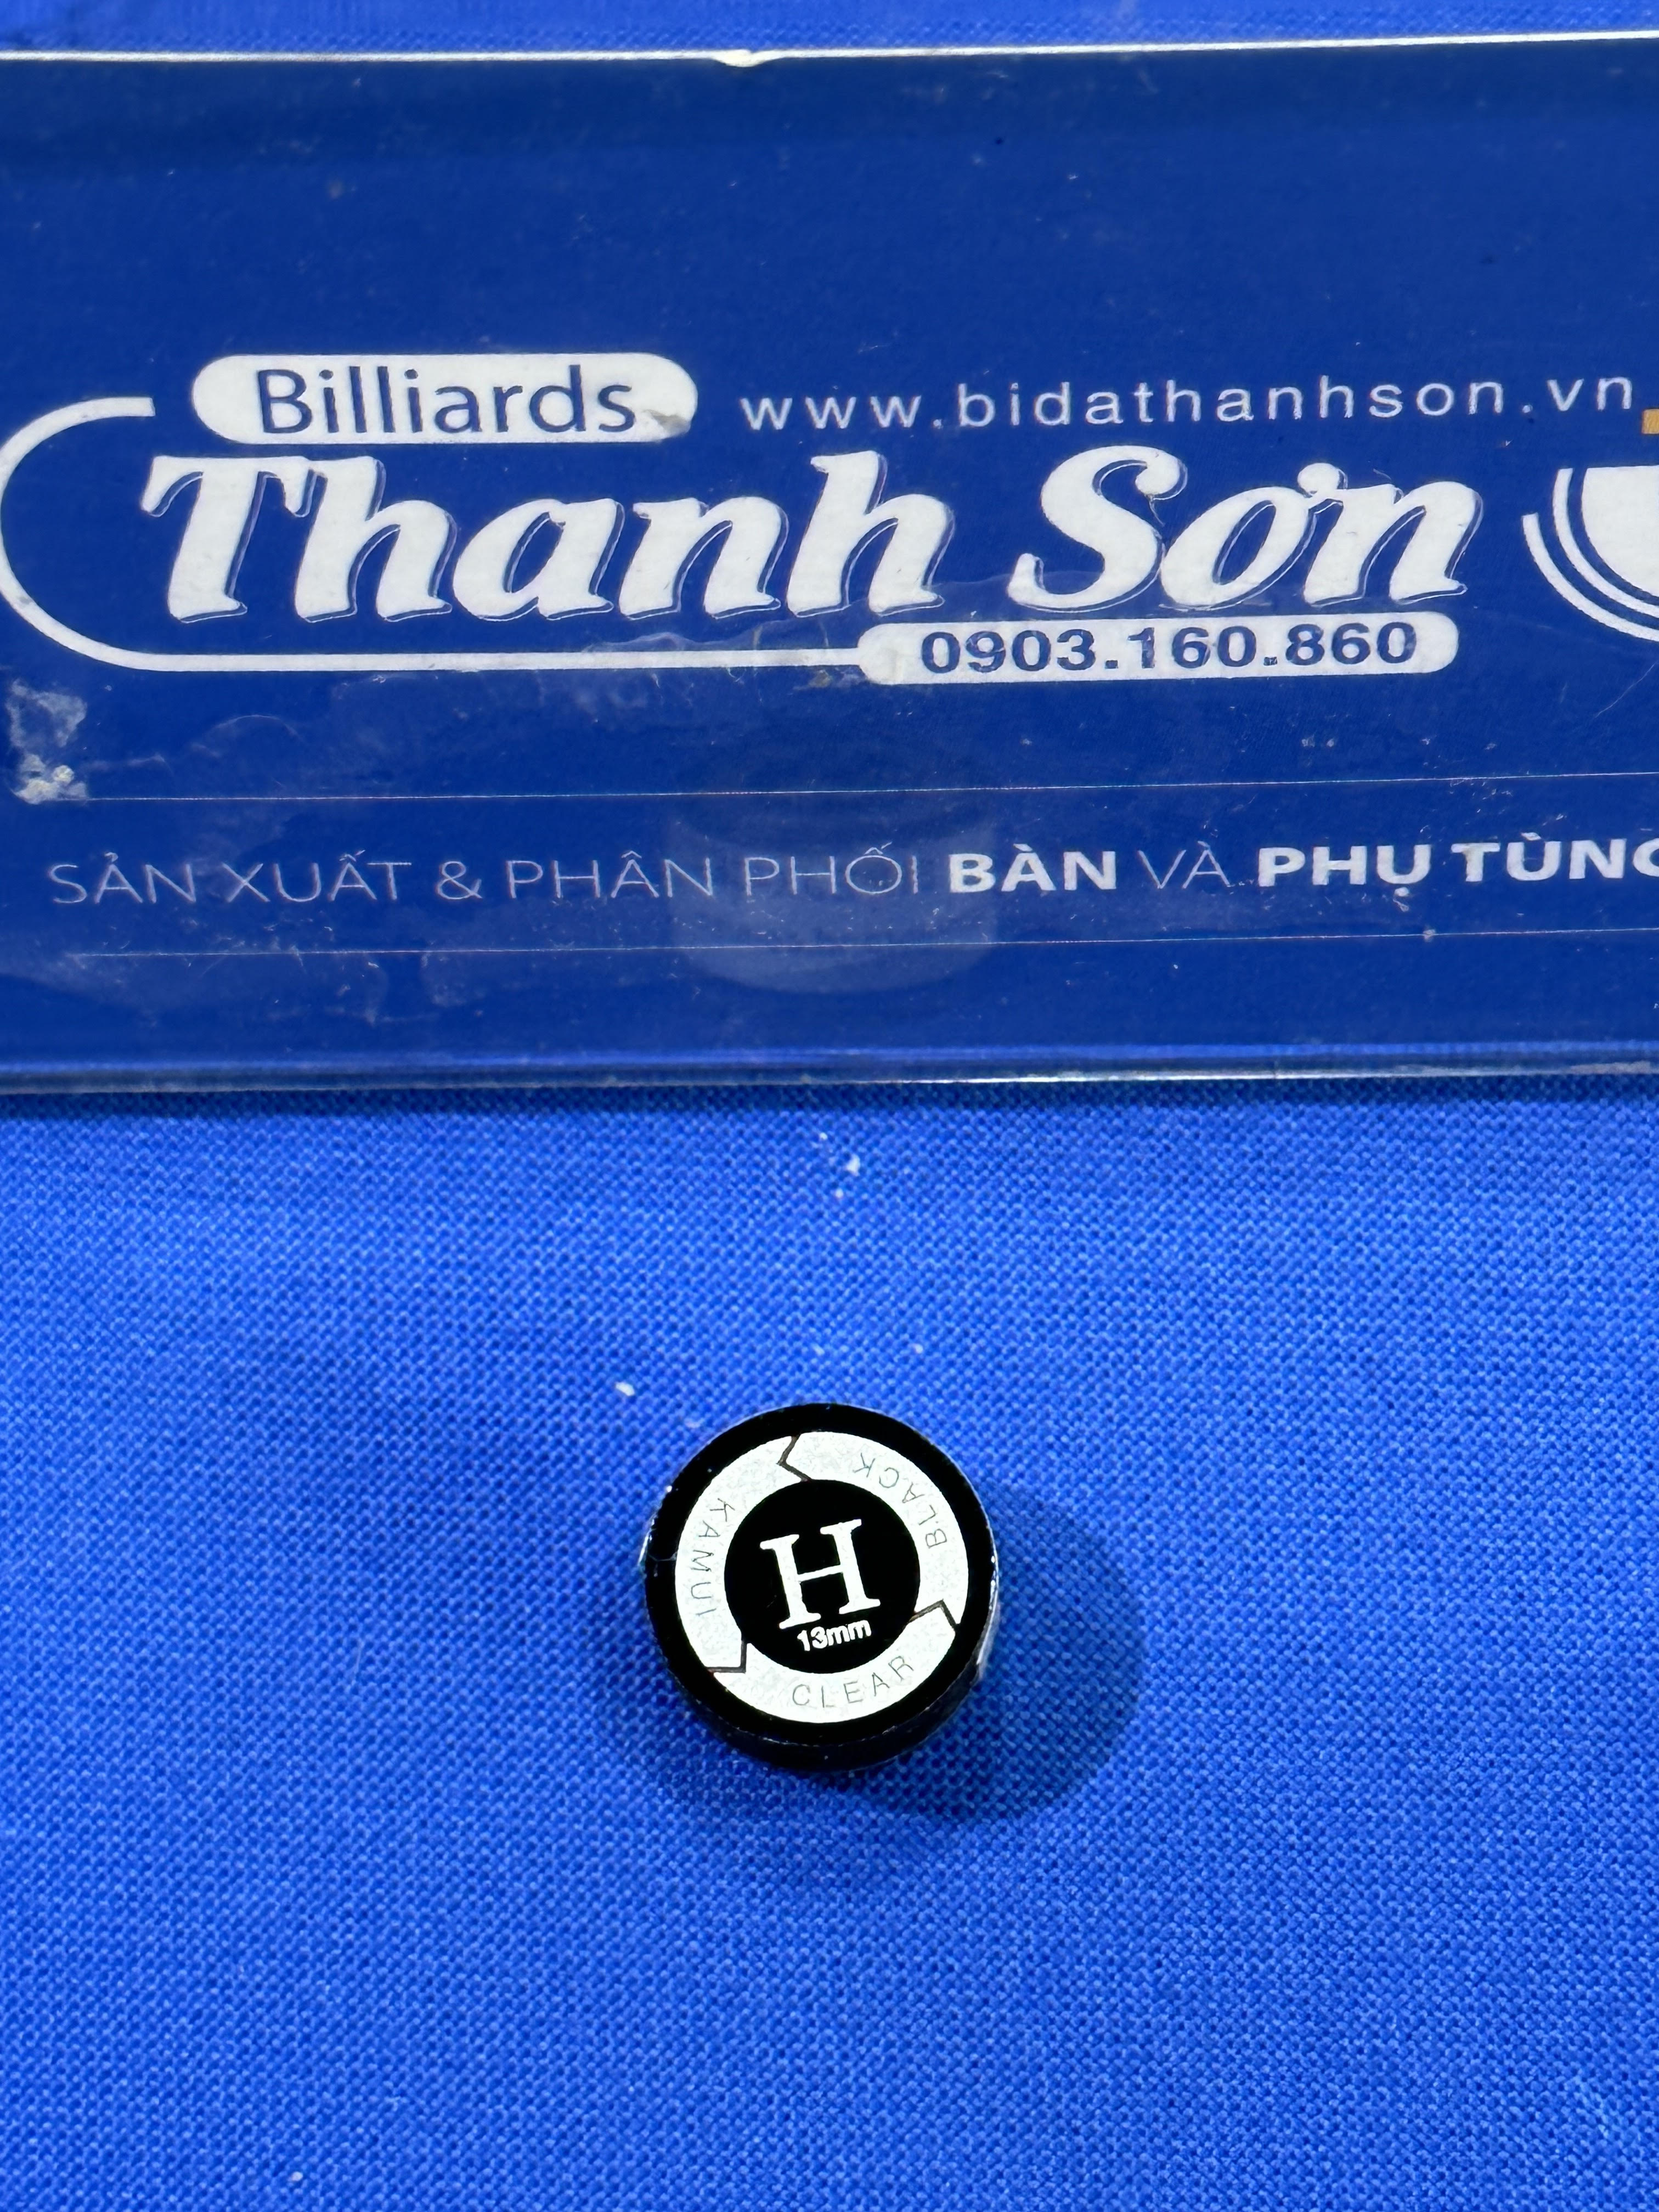 Billiards
www.bidathanhson.vn
Thanh Sơn
0903.160.860
SẢN XUẤT & PHÂN PHỐI BÀN VÀ PHỤ TÙNG
KAMUI
BLACK
CLEAR
H
13mm